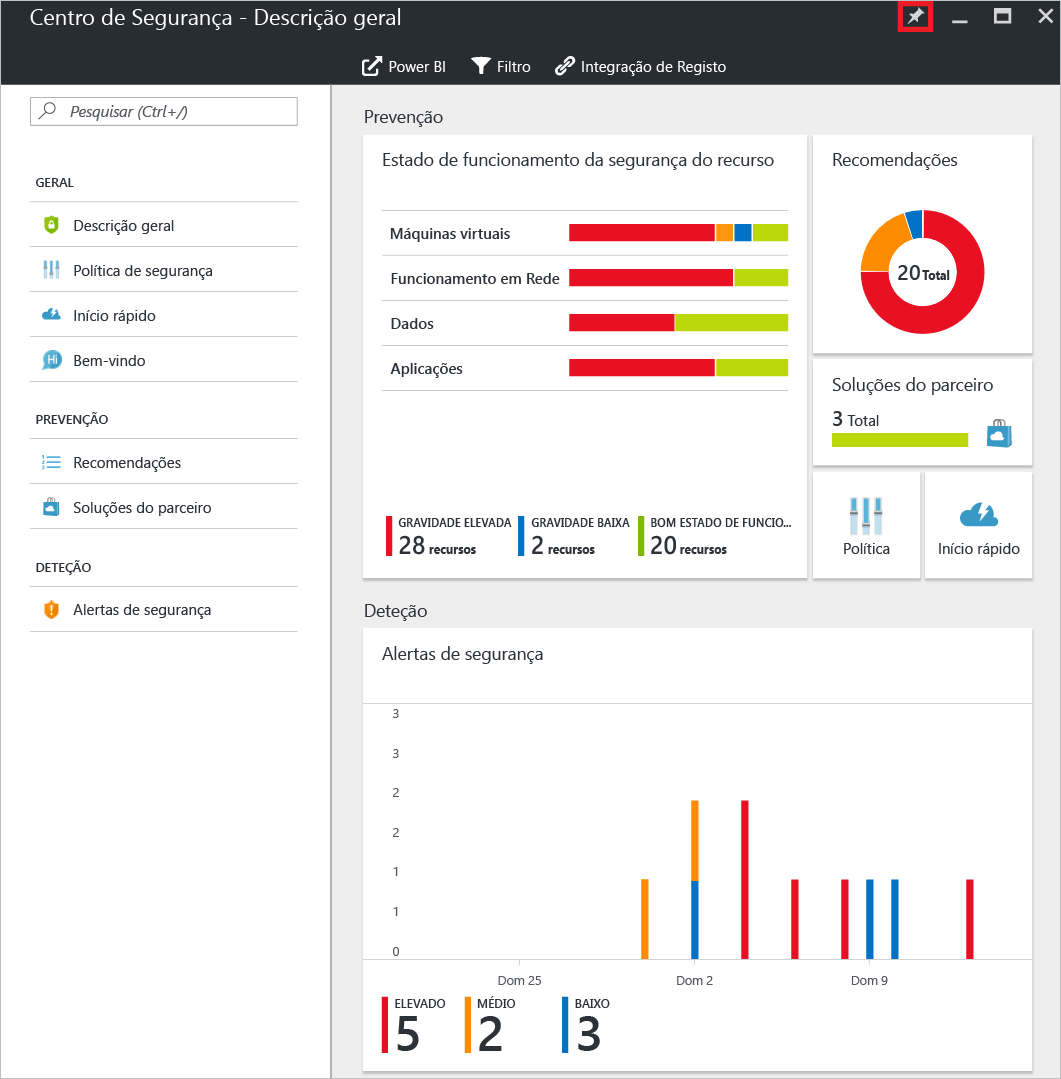 Centro de Segurança - Descrição geral
Power BI
Filtro
Integração de Registo
Pesquisar (Ctrl+/)
GERAL
Descrição geral
Política de segurança
Início rápido
Hi
Bem-vindo
PREVENÇÃO
Recomendações
Soluções do parceiro
DETEÇÃO
Alertas de segurança
Prevenção
Estado de funcionamento da segurança do recurso
Máquinas virtuais
Funcionamento em Rede
Dados
Aplicações
GRAVIDADE ELEVADA
28 recursos
GRAVIDADE BAIXA
2 recursos
BOM ESTADO DE FUNCIO...
20 recursos
Recomendações
20 Total
Soluções do parceiro
3 Total
Política
Início rápido
Deteção
Alertas de segurança
3
3
2
2
1
1
0
Dom 25
Dom 2
Dom 9
ELEVADO
5
MÉDIO
2
BAIXO
3